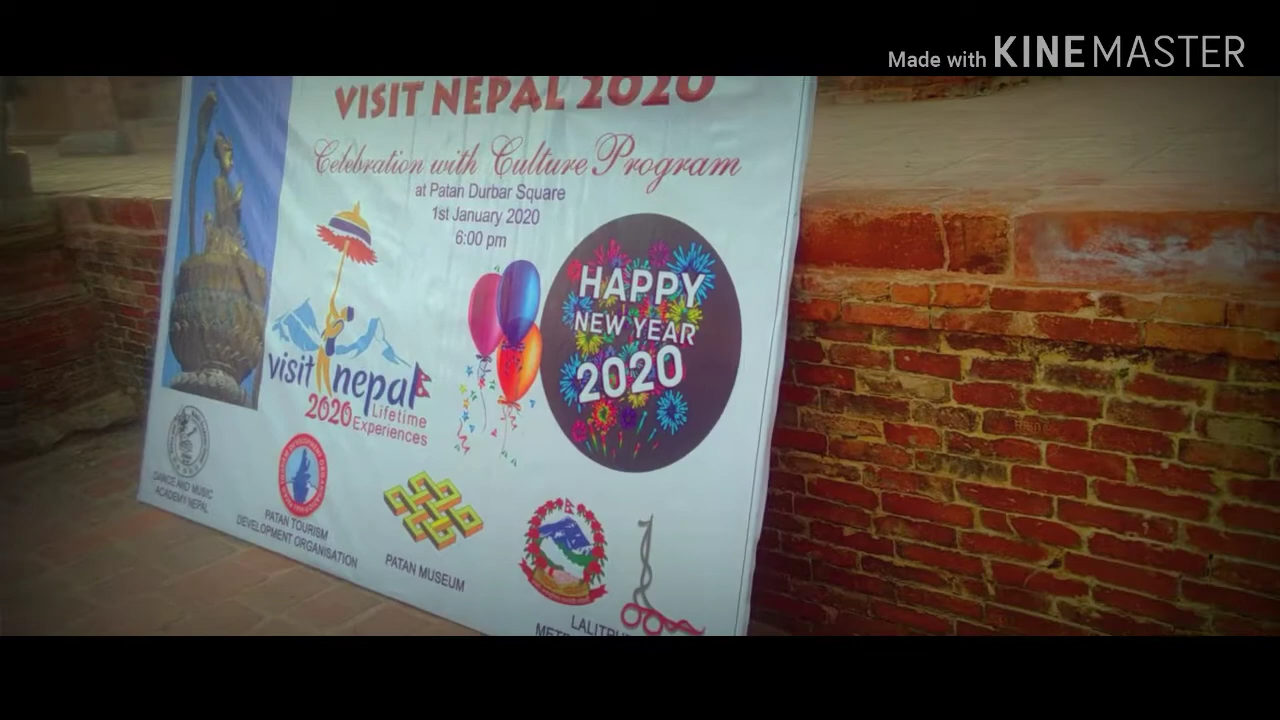 Made with KINEMASTER
VISIT NEPAL 2020
Celebration with Culture Program
at Patan Durbar Square
1st January 2020
6:00 pm
HAPPY
NEW YEAR
2020
visit nepal
2020 Lifetime
Experiences
DANCE AND MUSIC
ACADEMY NEPAL
PATAN TOURISM
DEVELOPMENT ORGANISATION
PATAN MUSEUM